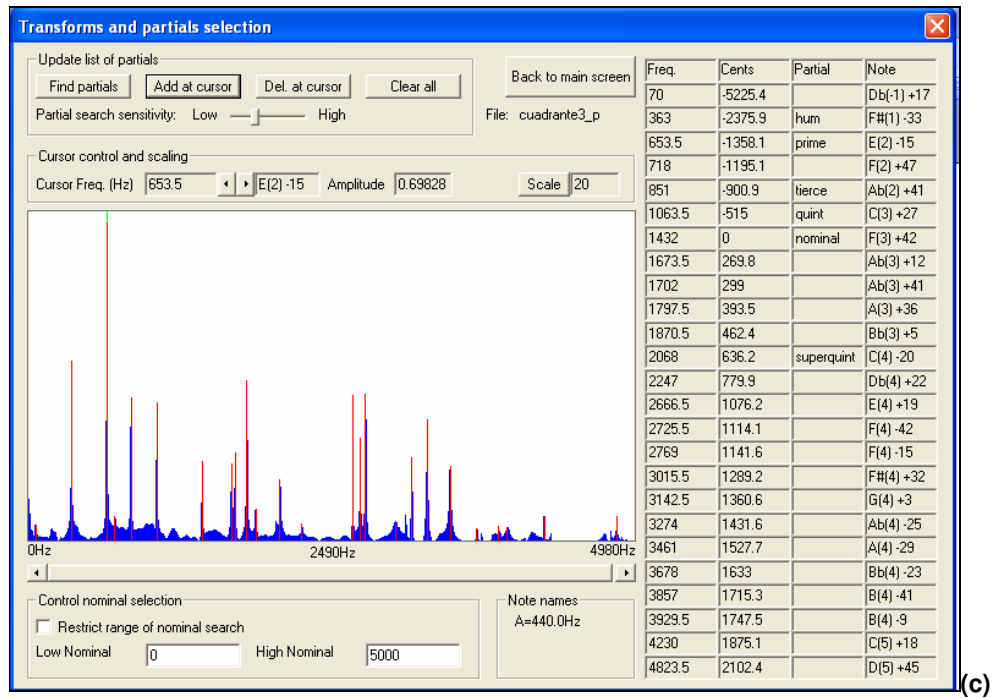 Transforms and partials selection
Update list of partials
Find partials Add at cursor Del. at cursor Clear all
Partial search sensitivity: Low High
Back to main screen
File: cuadrante3_p
Cursor control and scaling
Cursor Freq. (Hz) 653.5 E(2) -15 Amplitude 0.69828 Scale 20
0Hz 2490Hz 4980Hz
Control nominal selection
Restrict range of nominal search
Low Nominal 0 High Nominal 5000
Note names
A=440.0Hz
Freq. Cents Partial Note
70 -5225.4 Db(-1) +17
363 -2375.9 hum F#(1) -33
653.5 -1358.1 prime E(2) -15
718 -1195.1 F(2) +47
851 -900.9 tierce Ab(2) +41
1063.5 -515 quint C(3) +27
1432 0 nominal F(3) +42
1673.5 269.8 Ab(3) +12
1702 299 Ab(3) +41
1797.5 393.5 A(3) +36
1870.5 462.4 Bb(3) +5
2068 636.2 superquint C(4) -20
2247 779.9 Db(4) +22
2666.5 1076.2 E(4) +19
2725.5 1114.1 F(4) -42
2769 1141.6 F(4) -15
3015.5 1289.2 F#(4) +32
3142.5 1360.6 G(4) +3
3274 1431.6 Ab(4) -25
3461 1527.7 A(4) -29
3678 1633 Bb(4) -23
3857 1715.3 B(4) -41
3929.5 1747.5 B(4) -9
4230 1875.1 C(5) +18
4823.5 2102.4 D(5) +45
(c)